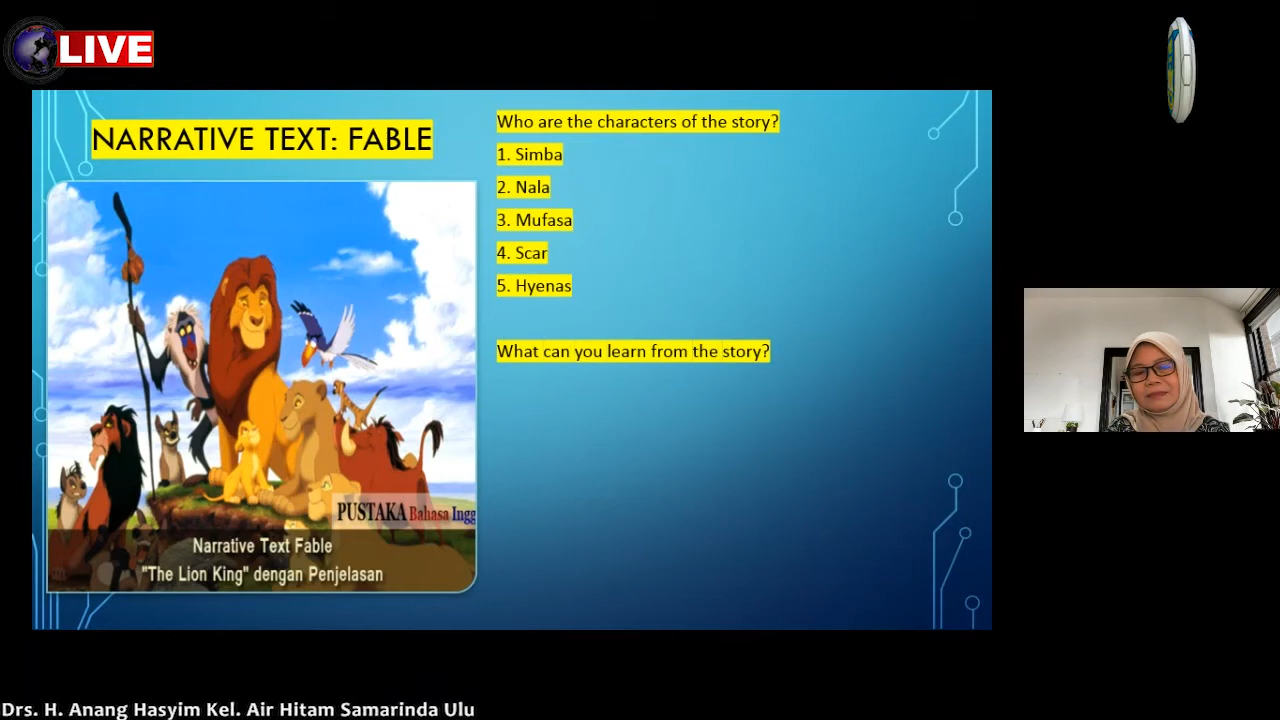 LIVE
NARRATIVE TEXT: FABLE
Who are the characters of the story?
1. Simba
2. Nala
3. Mufasa
4. Scar
5. Hyenas
What can you learn from the story?
PUSTAKA Bahasa Ingg
Narrative Text Fable
"The Lion King" dengan Penjelasan
Drs. H. Anang Hasyim Kel. Air Hitam Samarinda Ulu